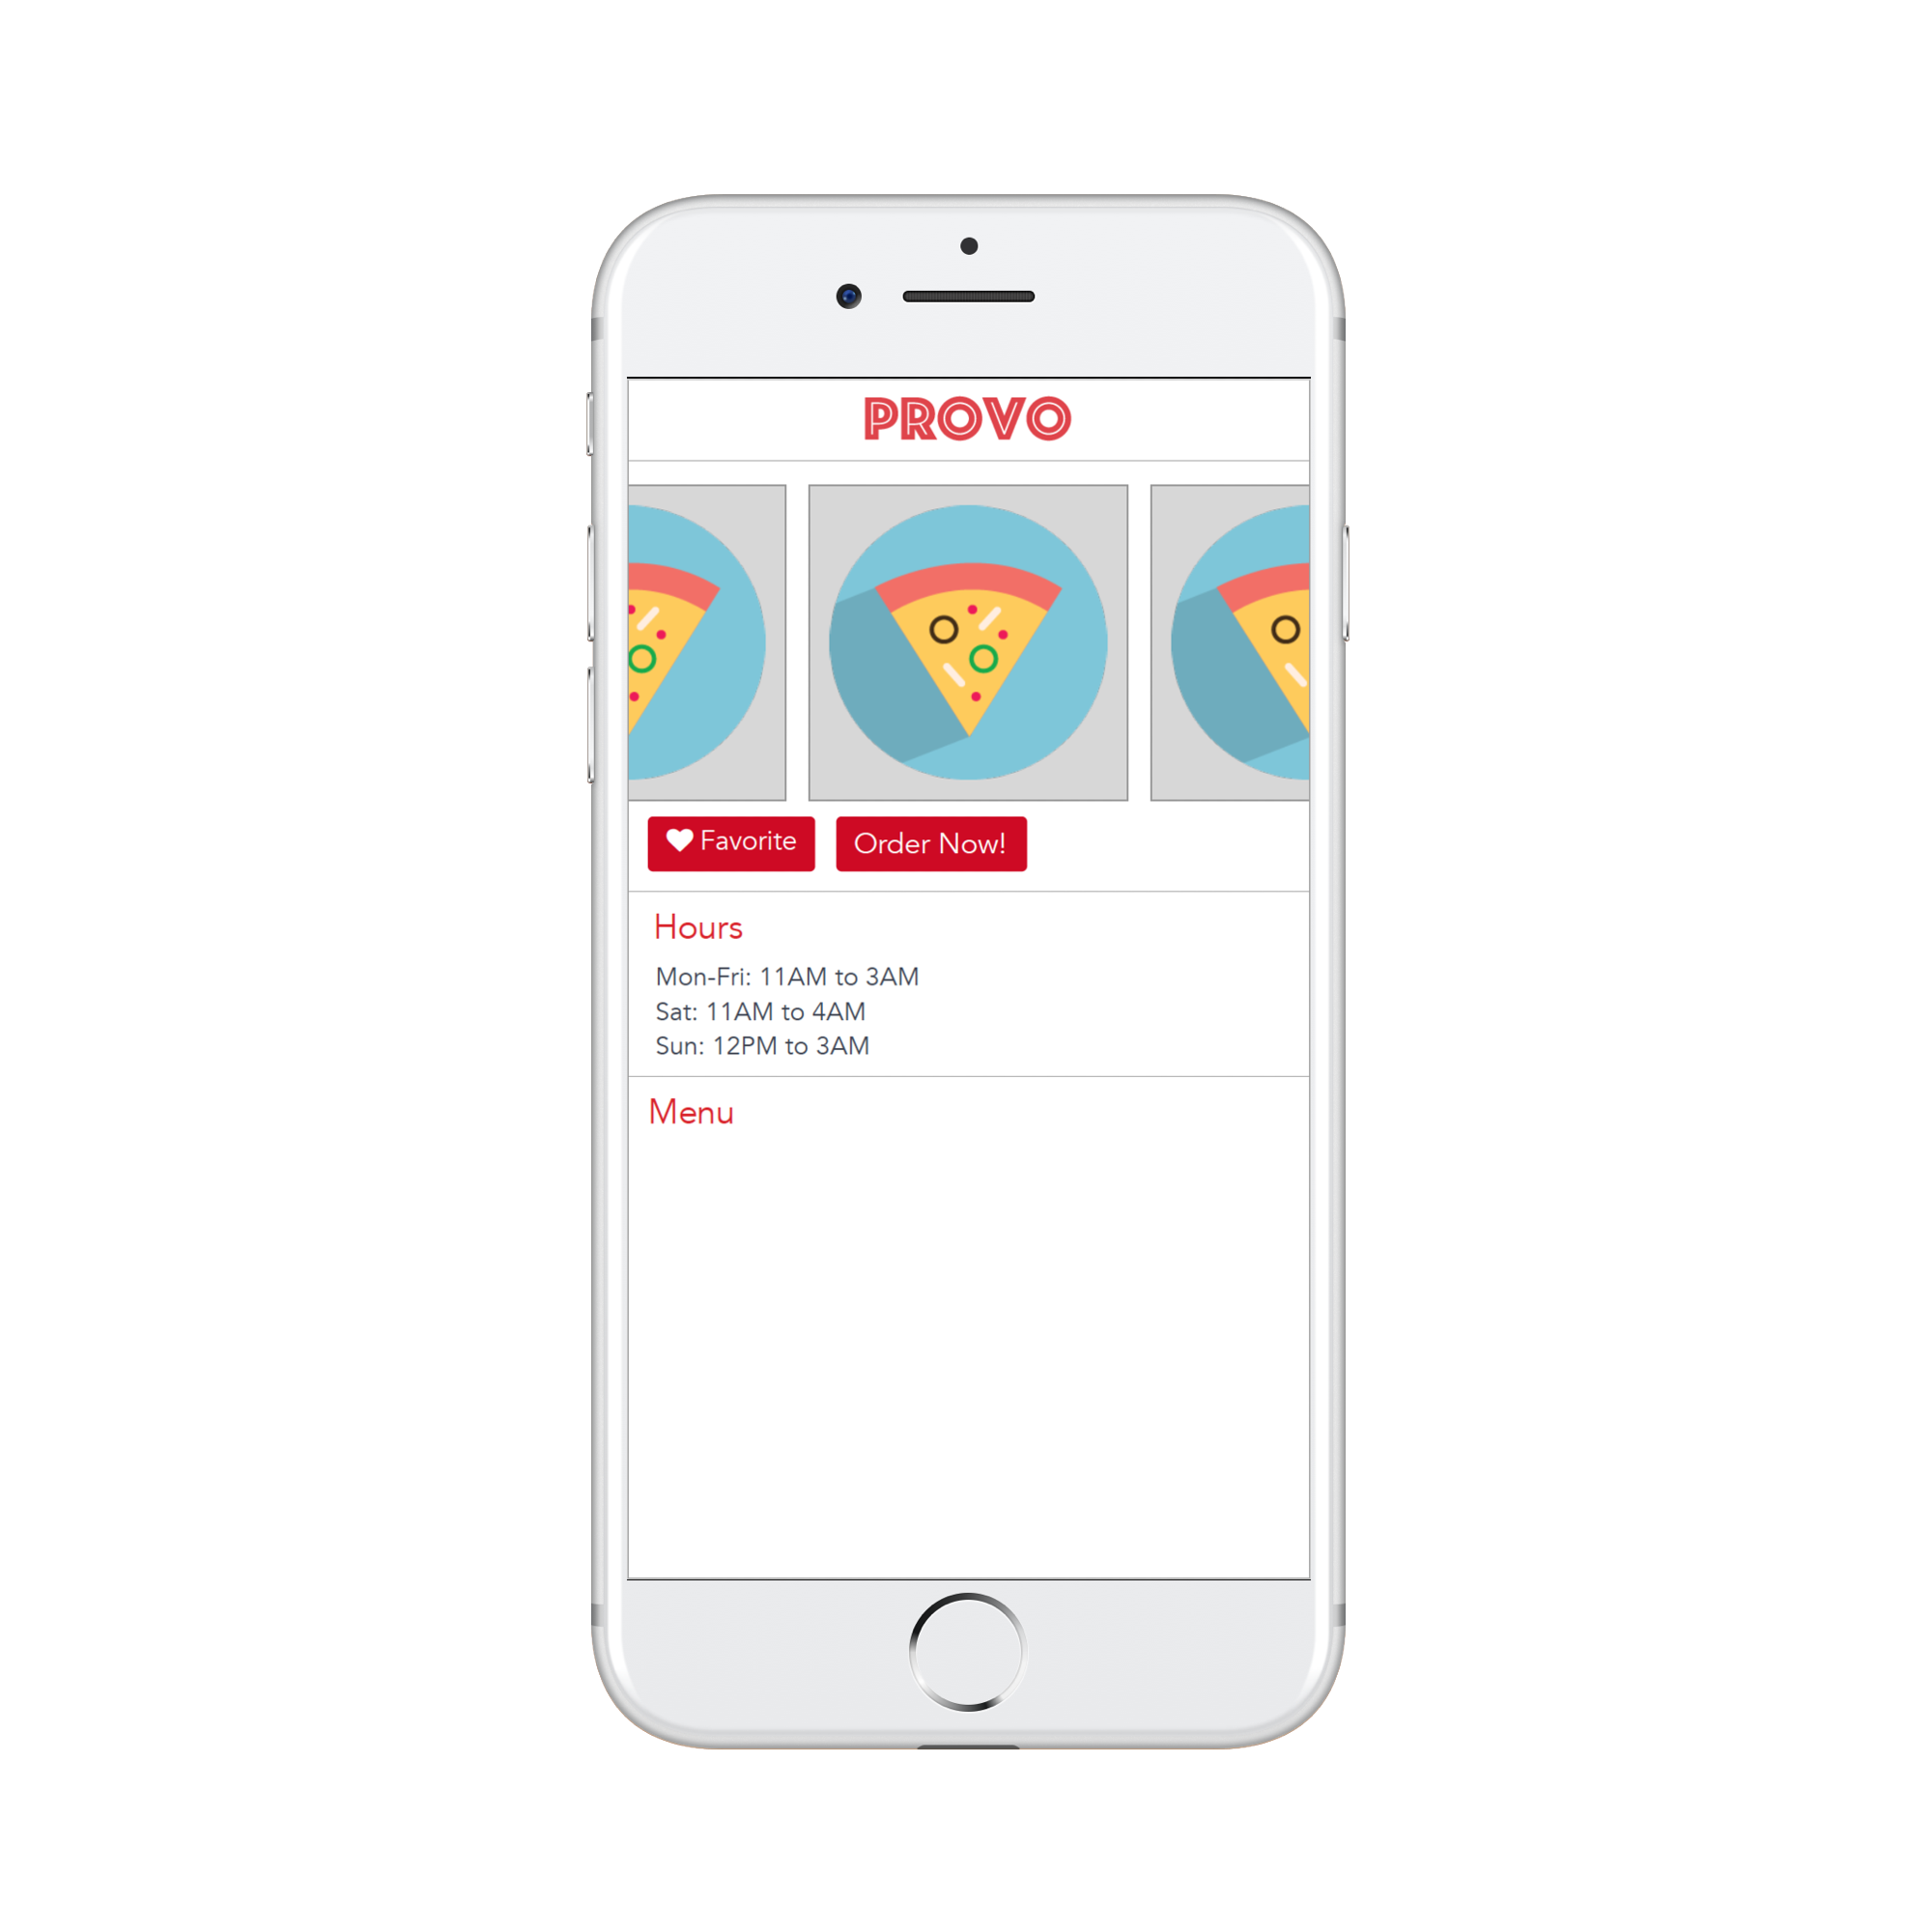 PROVO
Favorite
Order Now!
Hours
Mon-Fri: 11AM to 3AM
Sat: 11AM to 4AM
Sun: 12PM to 3AM
Menu